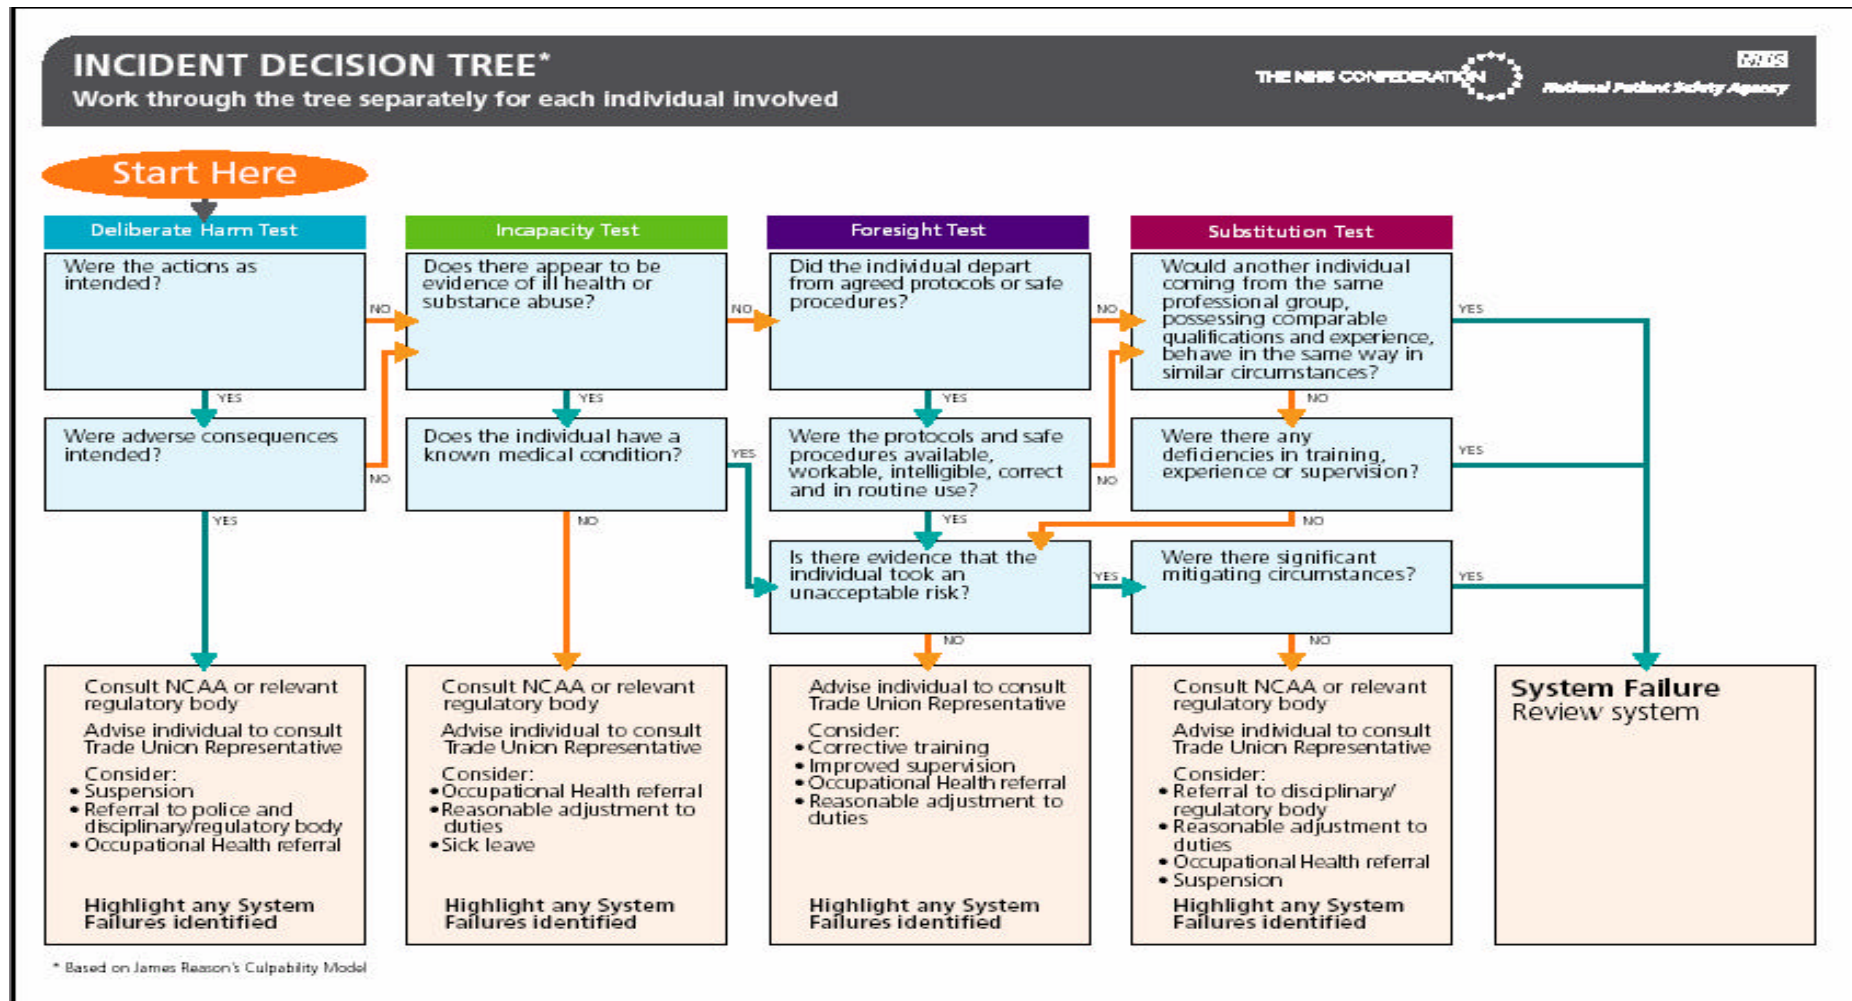 INCIDENT DECISION TREE*
Work through the tree separately for each individual involved
THE NHS CONFEDERATION
NHS
National Patient Safety Agency
Start Here
Deliberate Harm Test
Were the actions as
intended?
NO
YES
Were adverse consequences
intended?
NO
YES
Consult NCAA or relevant
regulatory body
Advise individual to consult
Trade Union Representative
Consider:
• Suspension
• Referral to police and
disciplinary/regulatory body
• Occupational Health referral
Highlight any System
Failures identified
Incapacity Test
Does there appear to be
evidence of ill health or
substance abuse?
NO
YES
Does the individual have a
known medical condition?
YES
NO
Consult NCAA or relevant
regulatory body
Advise individual to consult
Trade Union Representative
Consider:
• Occupational Health referral
• Reasonable adjustment to
duties
• Sick leave
Highlight any System
Failures identified
Foresight Test
Did the individual depart
from agreed protocols or safe
procedures?
NO
YES
Were the protocols and safe
procedures available,
workable, intelligible, correct
and in routine use?
NO
YES
Is there evidence that the
individual took an
unacceptable risk?
YES
NO
Advise individual to consult
Trade Union Representative
Consider:
• Corrective training
• Improved supervision
• Occupational Health referral
• Reasonable adjustment to
duties
Highlight any System
Failures identified
Substitution Test
Would another individual
coming from the same
professional group,
possessing comparable
qualifications and experience,
behave in the same way in
similar circumstances?
YES
NO
Were there any
deficiencies in training,
experience or supervision?
YES
NO
Were there significant
mitigating circumstances?
YES
NO
Consult NCAA or relevant
regulatory body
Advise individual to consult
Trade Union Representative
Consider:
• Referral to disciplinary/
regulatory body
• Reasonable adjustment to
duties
• Occupational Health referral
• Suspension
Highlight any System
Failures identified
System Failure
Review system
* Based on James Reason's Culpability Model